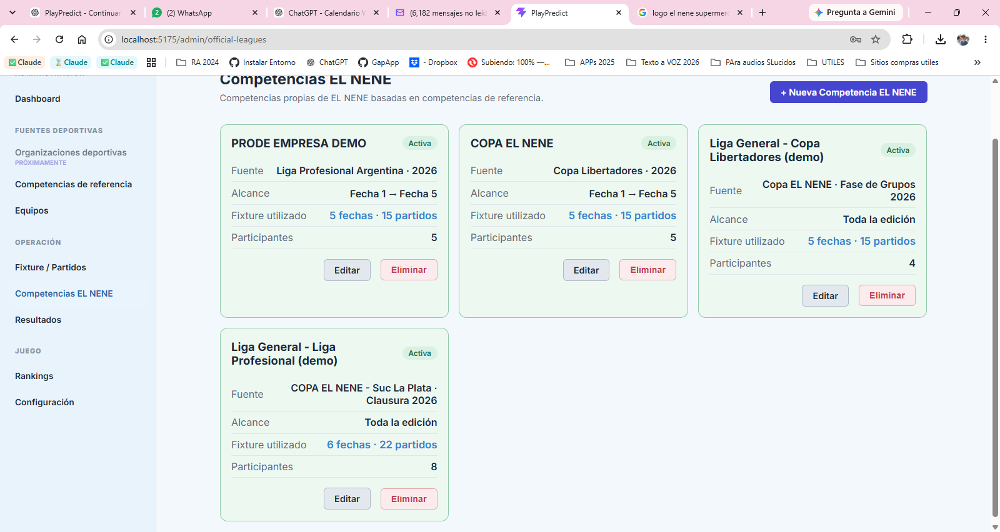 PlayPredict - Continuar
2
(2) WhatsApp
ChatGPT - Calendario
(6,182 mensajes no leíd
PlayPredict
logo el nene superme
Pregunta a Gemini
localhost:5175/admin/official-leagues
Claude
Claude
Claude
RA 2024
Instalar Entorno
ChatGPT
GapApp
- Dropbox
Subiendo: 100% —...
APPs 2025
Texto a VOZ 2026
PAra audios SLucidos
UTILES
Sitios compras utiles
Dashboard
FUENTES DEPORTIVAS
Organizaciones deportivas
PRÓXIMAMENTE
Competencias de referencia
Equipos
OPERACIÓN
Fixture / Partidos
Competencias EL NENE
Resultados
JUEGO
Rankings
Configuración
Competencias EL NENE
Competencias propias de EL NENE basadas en competencias de referencia.
+ Nueva Competencia EL NENE
PRODE EMPRESA DEMO
Activa
Fuente Liga Profesional Argentina · 2026
Alcance Fecha 1 → Fecha 5
Fixture utilizado 5 fechas · 15 partidos
Participantes 5
Editar Eliminar
COPA EL NENE
Activa
Fuente Copa Libertadores · 2026
Alcance Fecha 1 → Fecha 5
Fixture utilizado 5 fechas · 15 partidos
Participantes 5
Editar Eliminar
Liga General - Copa
Libertadores (demo)
Activa
Fuente Copa EL NENE · Fase de Grupos
2026
Alcance Toda la edición
Fixture utilizado 5 fechas · 15 partidos
Participantes 4
Editar Eliminar
Liga General - Liga
Profesional (demo)
Activa
Fuente COPA EL NENE - Suc La Plata ·
Clausura 2026
Alcance Toda la edición
Fixture utilizado 6 fechas · 22 partidos
Participantes 8
Editar Eliminar